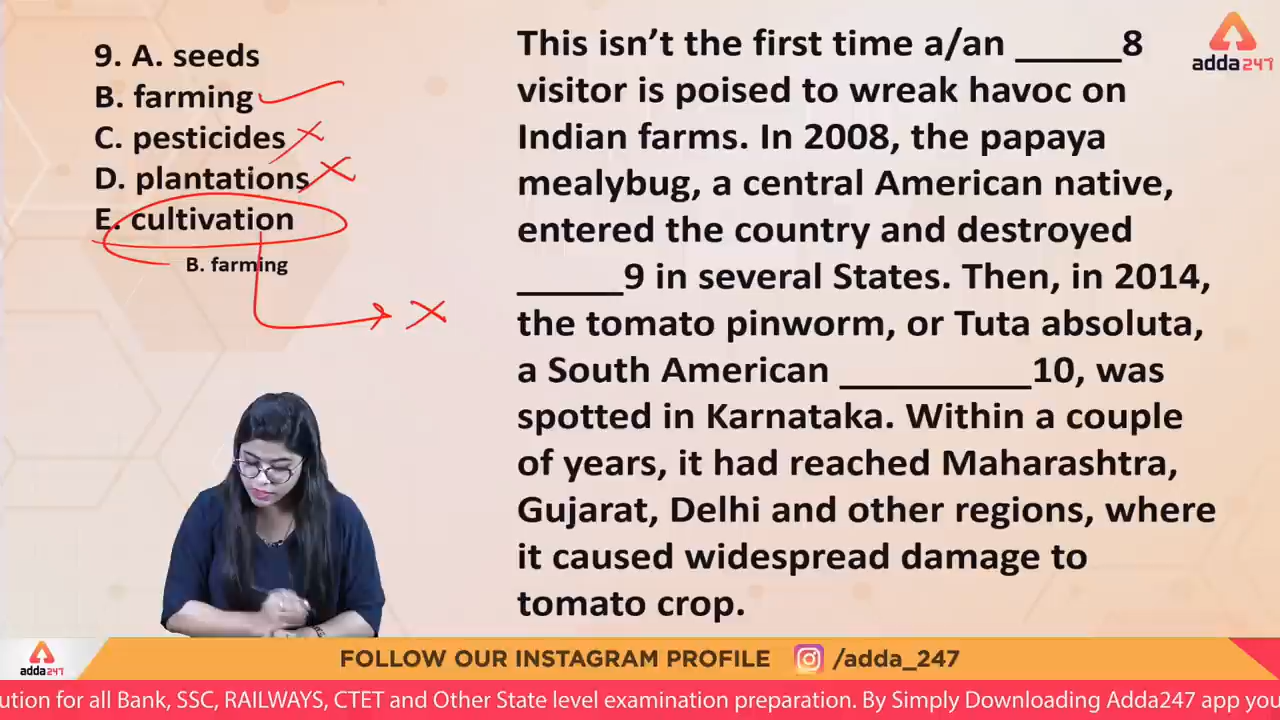 9. A. seeds
B. farming
C. pesticides
D. plantations
E. cultivation
B. farming
This isn't the first time a/an ______8
visitor is poised to wreak havoc on
Indian farms. In 2008, the papaya
mealybug, a central American native,
entered the country and destroyed
______9 in several States. Then, in 2014,
the tomato pinworm, or Tuta absoluta,
a South American ___________10, was
spotted in Karnataka. Within a couple
of years, it had reached Maharashtra,
Gujarat, Delhi and other regions, where
it caused widespread damage to
tomato crop.
adda247
adda247
FOLLOW OUR INSTAGRAM PROFILE /adda_247
ution for all Bank, SSC, RAILWAYS, CTET and Other State level examination preparation. By Simply Downloading Adda247 app you